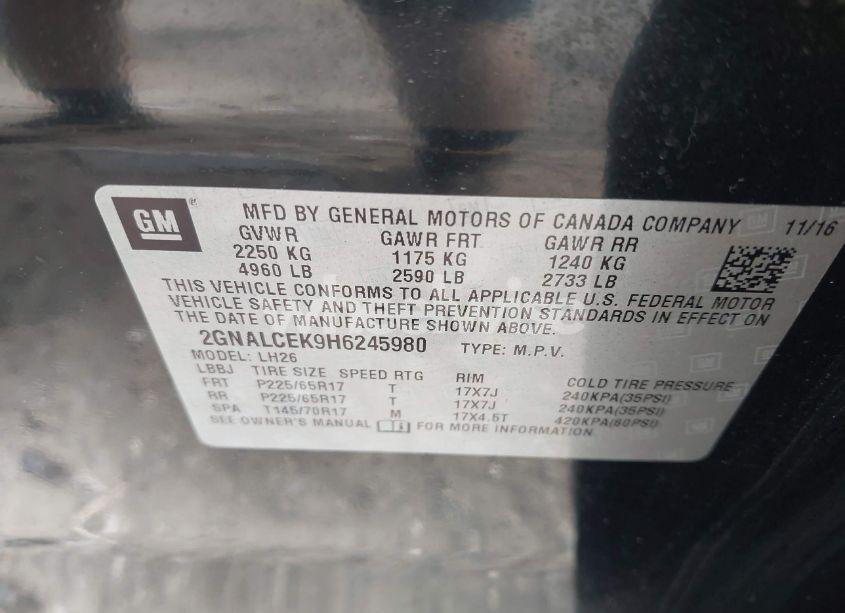 GM
MFD BY GENERAL MOTORS OF CANADA COMPANY 11/16
GVWR GAWR FRT GAWR RR
2250 KG 1175 KG 1240 KG
4960 LB 2590 LB 2733 LB
THIS VEHICLE CONFORMS TO ALL APPLICABLE U.S. FEDERAL MOTOR
VEHICLE SAFETY AND THEFT PREVENTION STANDARDS IN EFFECT ON
THE DATE OF MANUFACTURE SHOWN ABOVE.
2GNALCEK9H6245980 TYPE: M.P.V.
MODEL: LH26
LBBJ TIRE SIZE SPEED RTG RIM COLD TIRE PRESSURE
FRT P225/65R17 T 17X7J 240KPA(35PSI)
RR P225/65R17 T 17X7J 240KPA(35PSI)
SPA T145/70R17 M 17X4.5T 420KPA(60PSI)
SEE OWNER'S MANUAL FOR MORE INFORMATION.